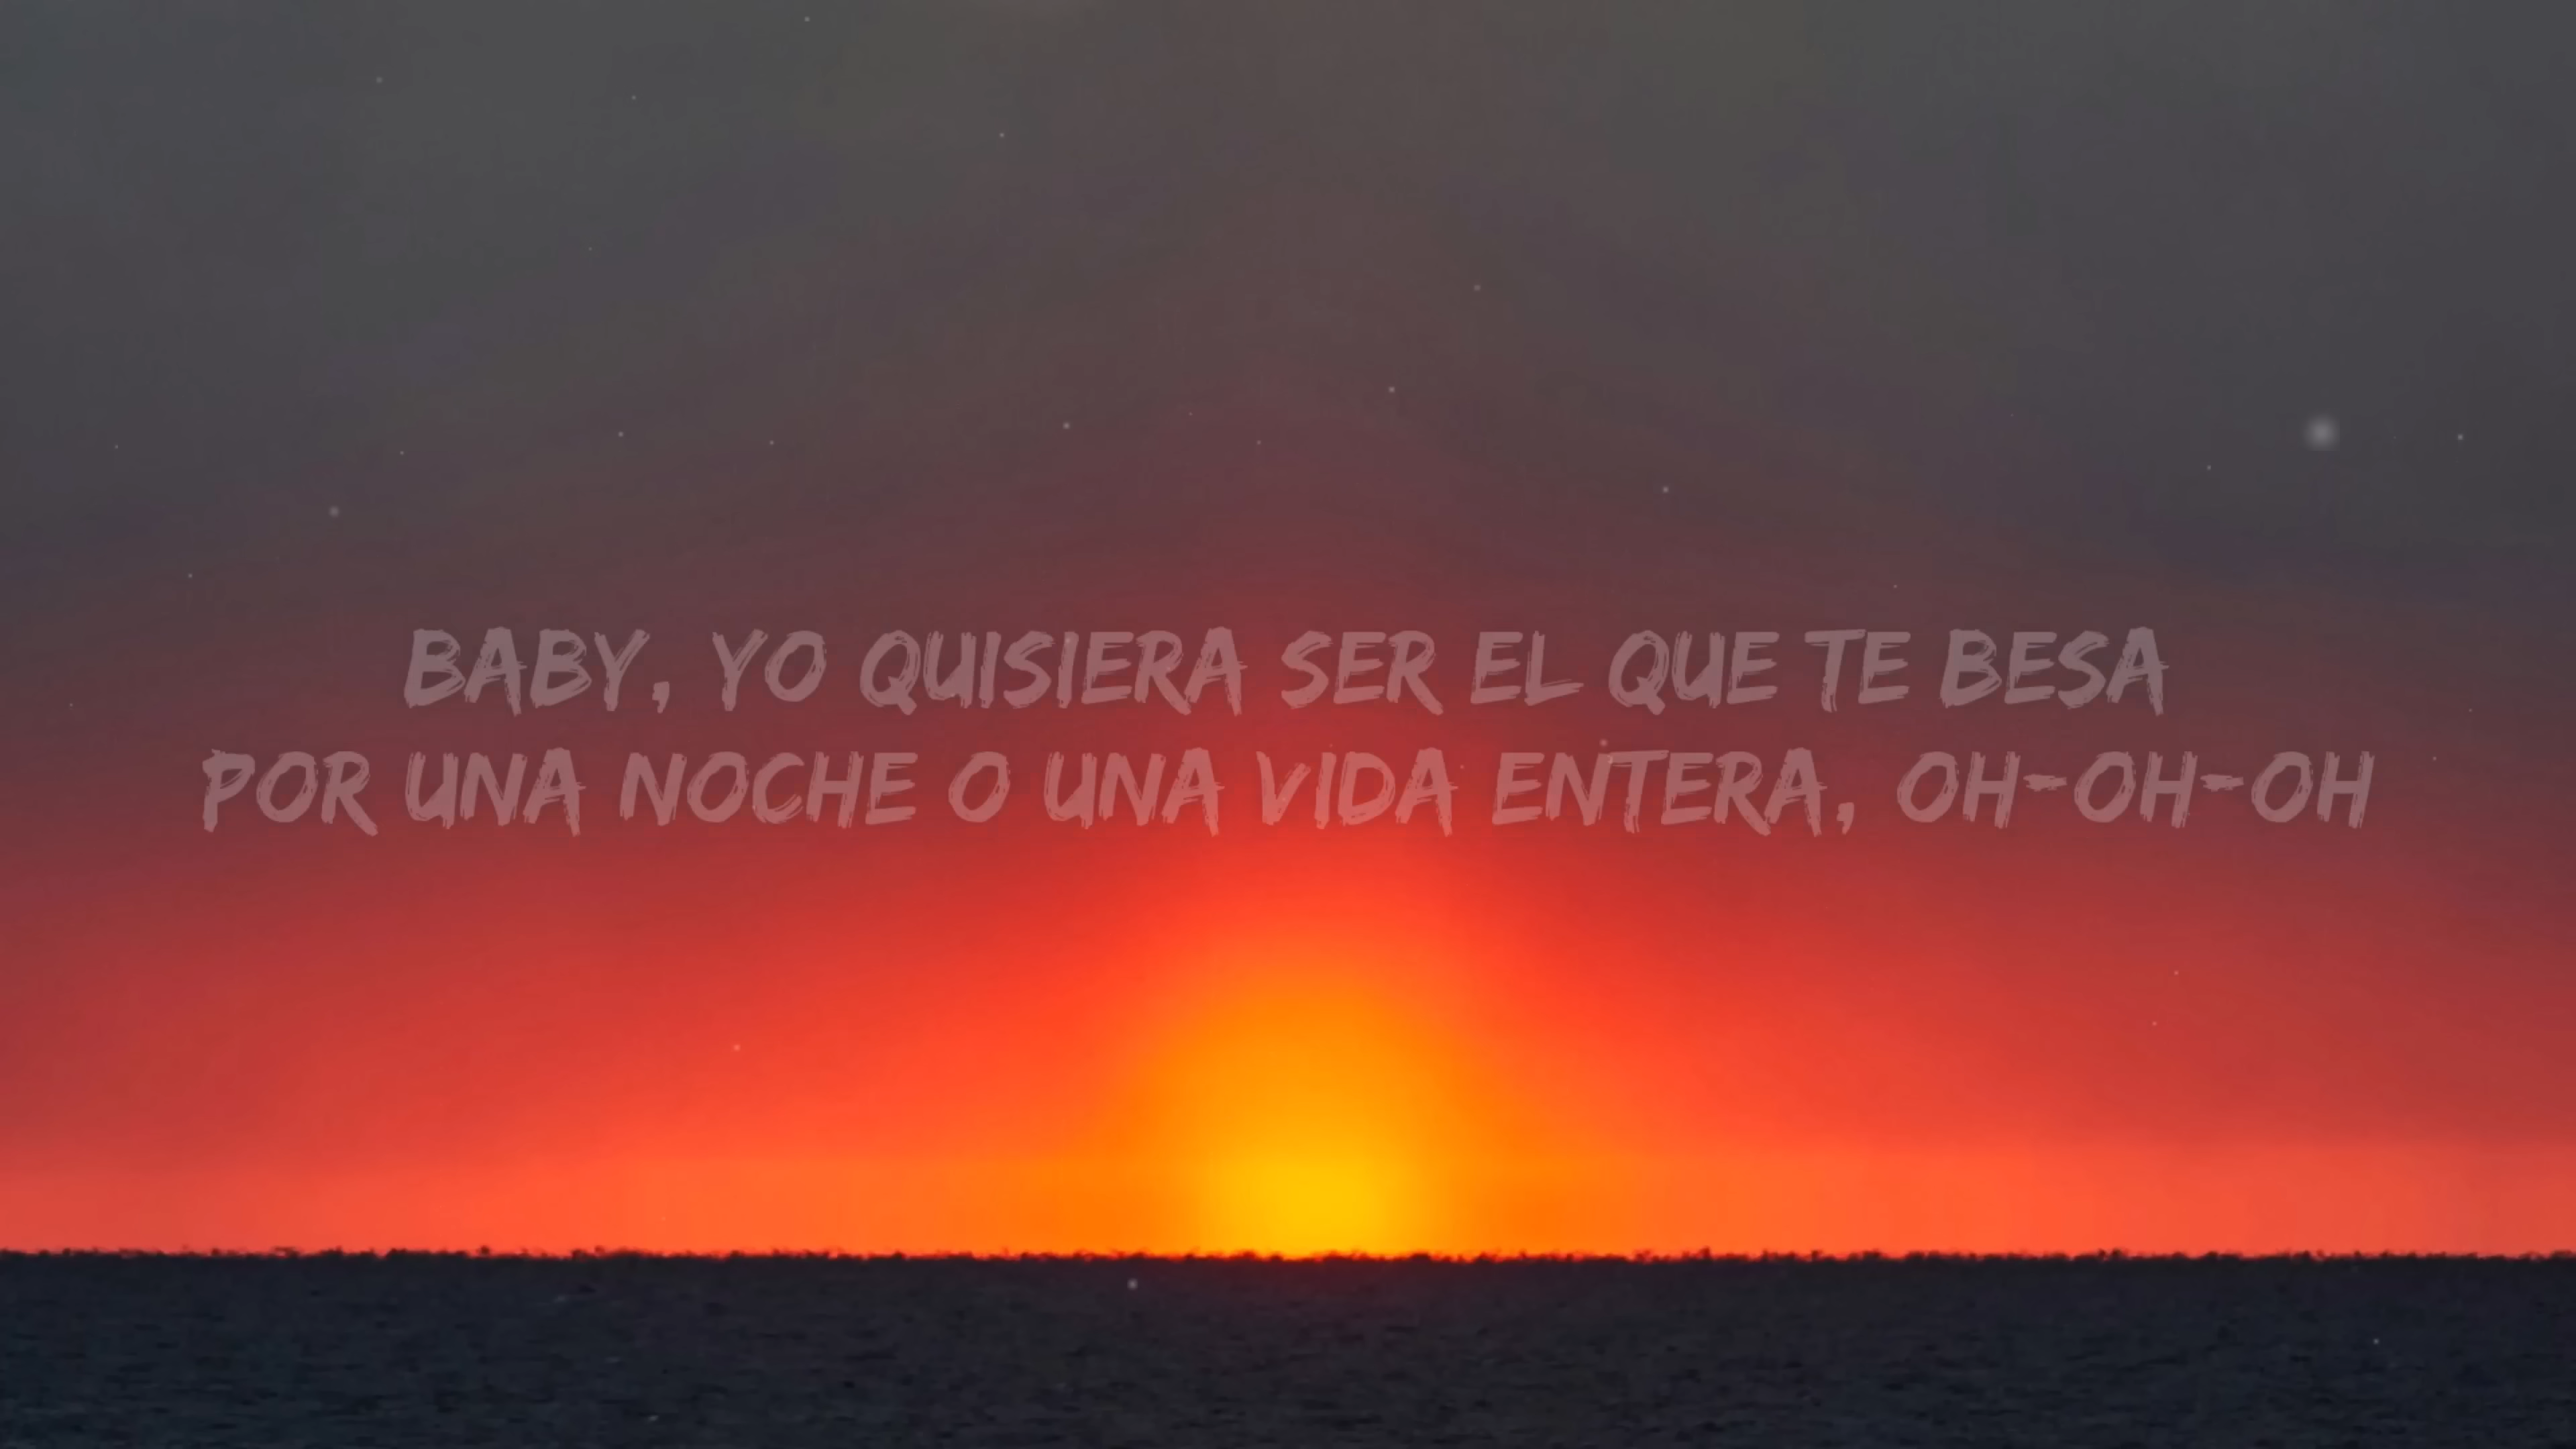 BABY, YO QUISIERA SER EL QUE TE BESA
POR UNA NOCHE O UNA VIDA ENTERA, OH-OH-OH